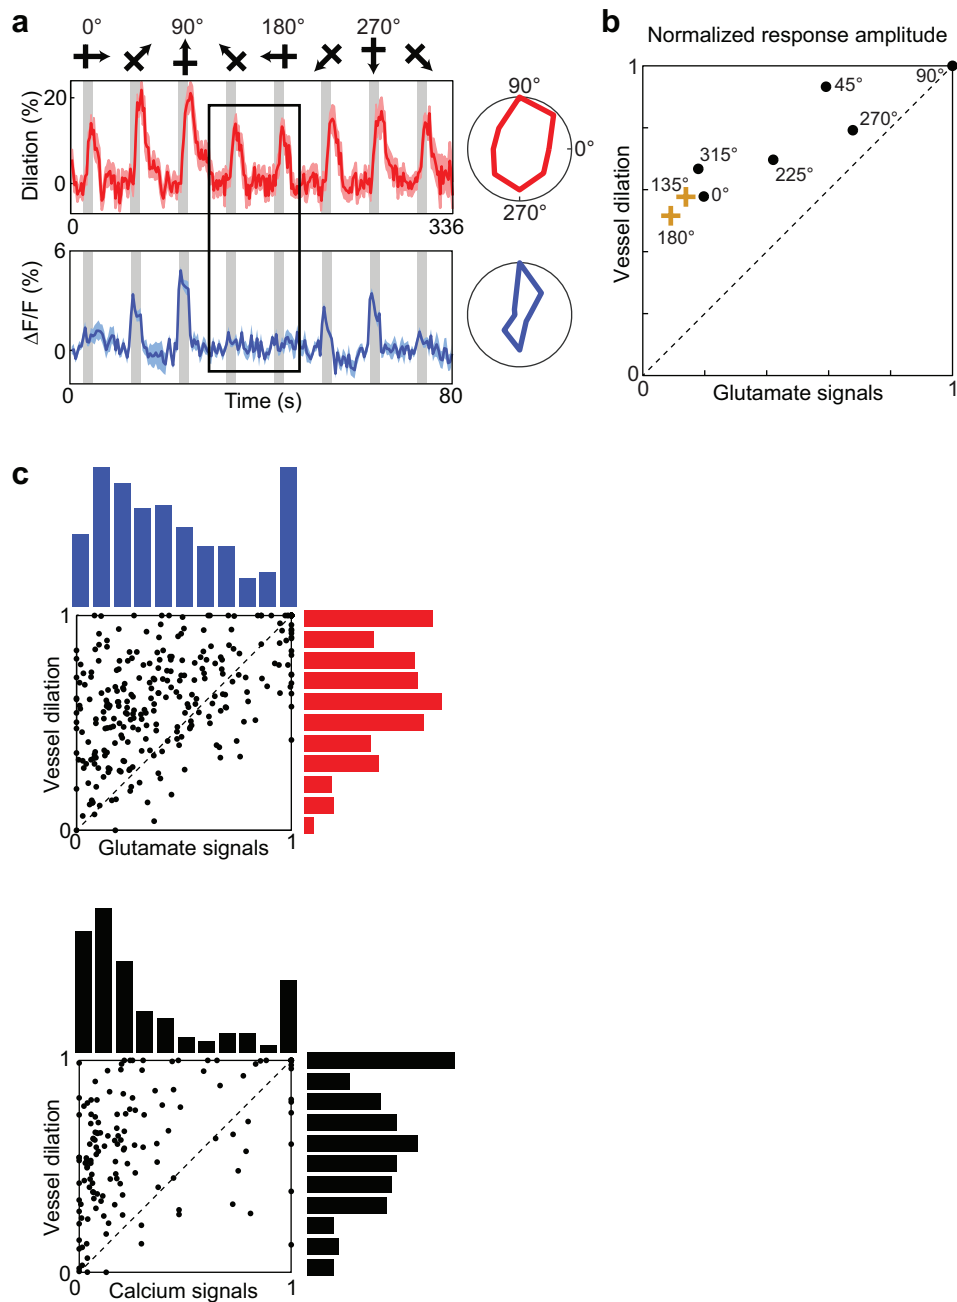 a
0° 90° 180° 270°
Dilation (%)
20
0
0 336
90°
0°
270°
ΔF/F (%)
6
0
0 Time (s) 80
b
Normalized response amplitude
1
Vessel dilation
90°
45°
270°
315°
225°
135°
0°
180°
0
0 Glutamate signals 1
c
1
Vessel dilation
0
0 Glutamate signals 1
1
Vessel dilation
0
0 Calcium signals 1